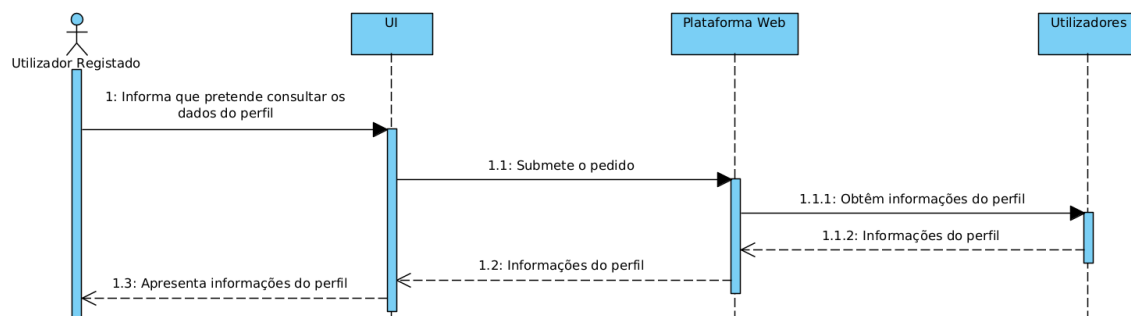 UI
Plataforma Web
Utilizadores
Utilizador Registado
1: Informa que pretende consultar os
dados do perfil
1.1: Submete o pedido
1.1.1: Obtêm informações do perfil
1.1.2: Informações do perfil
1.2: Informações do perfil
1.3: Apresenta informações do perfil